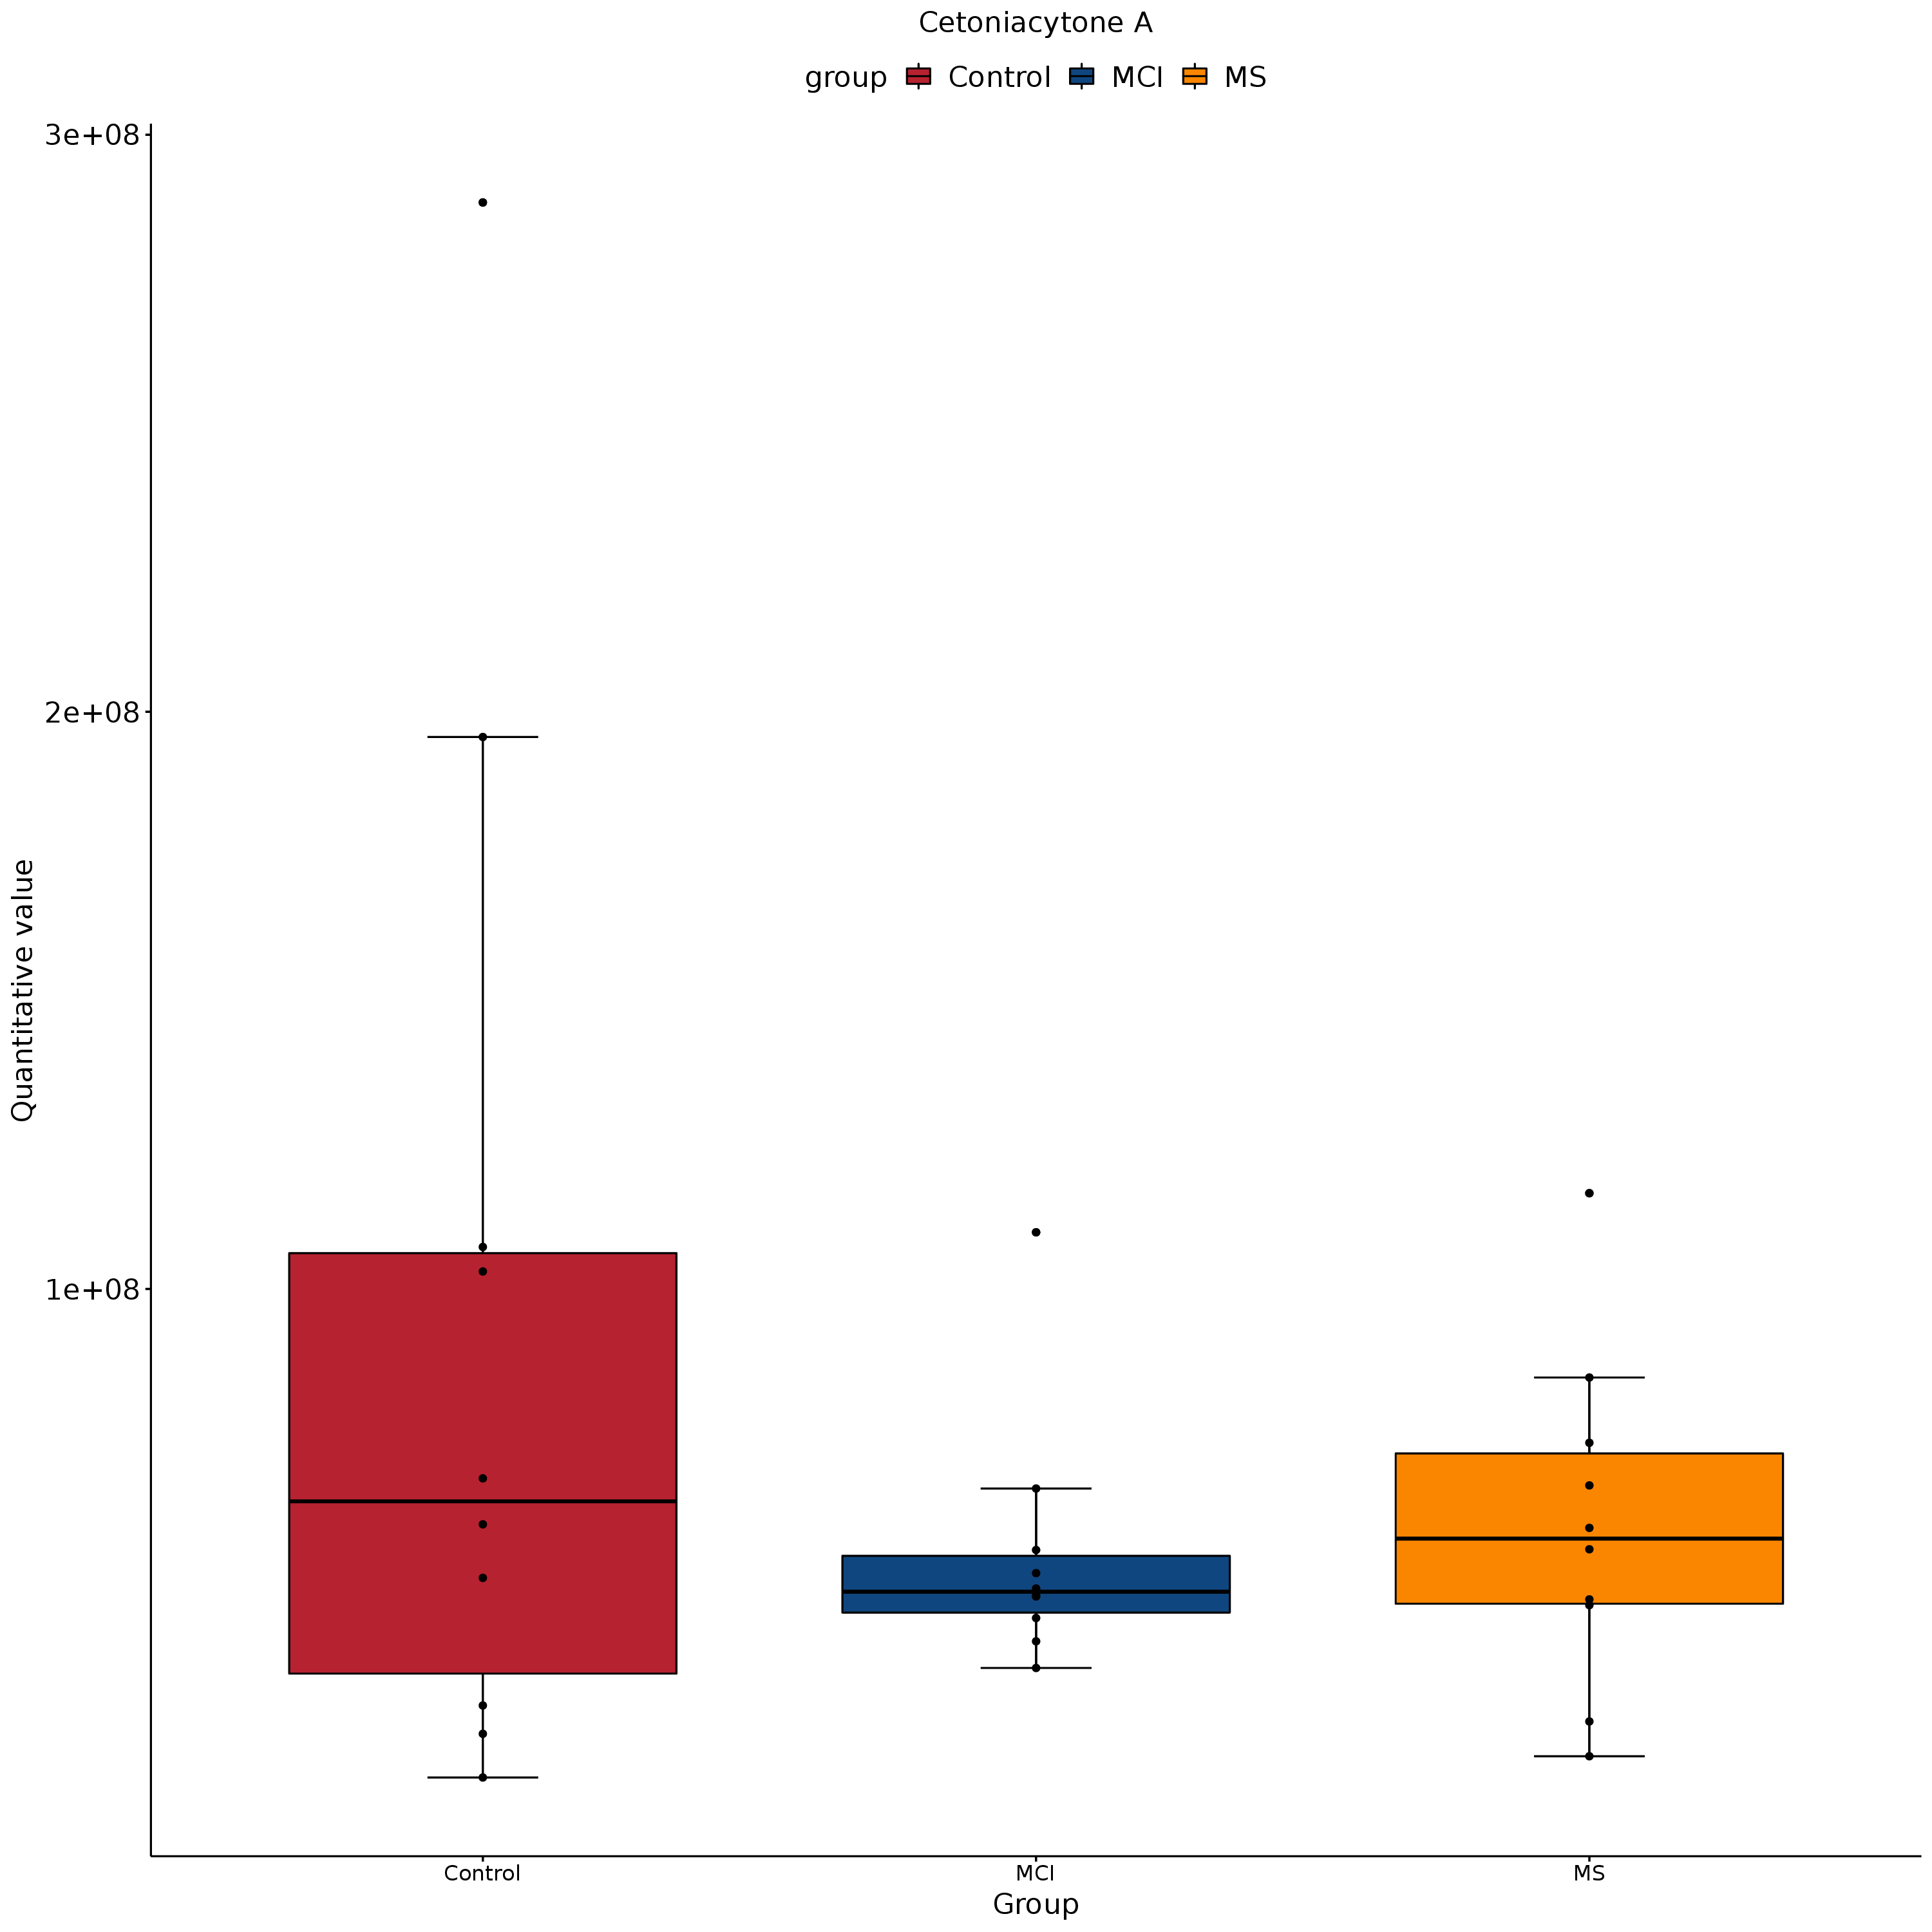 Cetoniacytone A
group Control MCI MS
3e+08
2e+08
1e+08
Quantitative value
Control MCI MS
Group